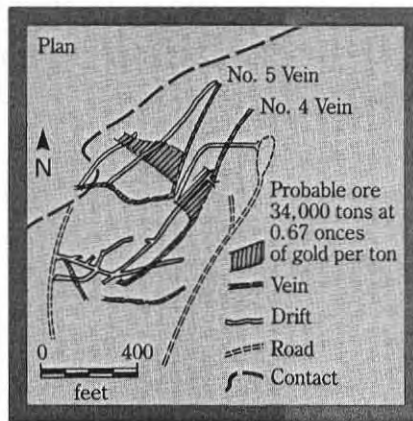 Plan
No. 5 Vein
No. 4 Vein
N
Probable ore
34,000 tons at
0.67 onces
of gold per ton
Vein
Drift
Road
Contact
0 400
feet